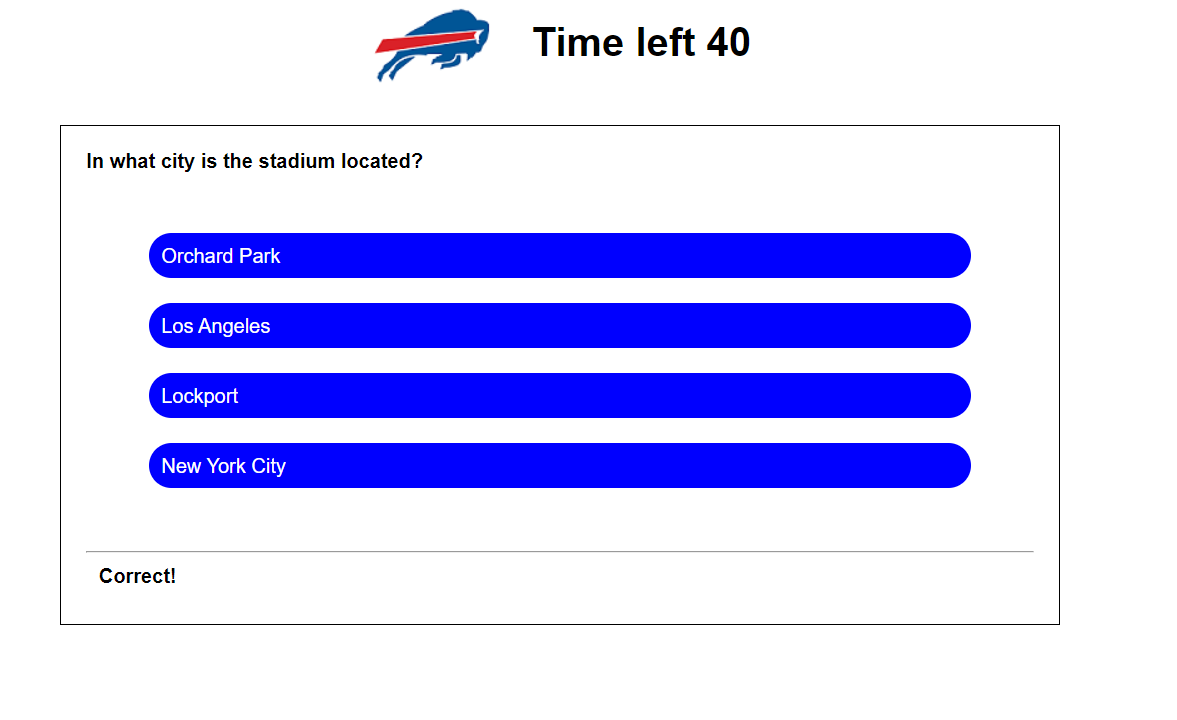 Time left 40
In what city is the stadium located?
Orchard Park
Los Angeles
Lockport
New York City
Correct!